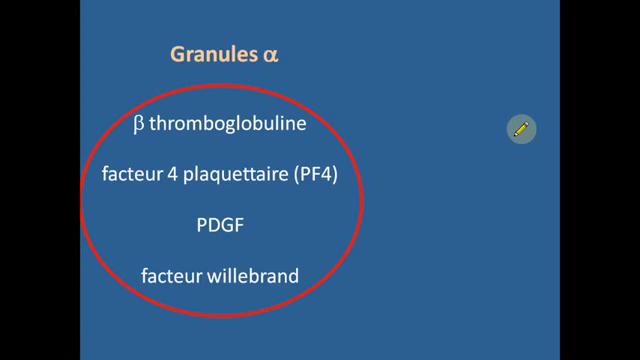 Granules α
β thromboglobuline
facteur 4 plaquettaire (PF4)
PDGF
facteur willebrand